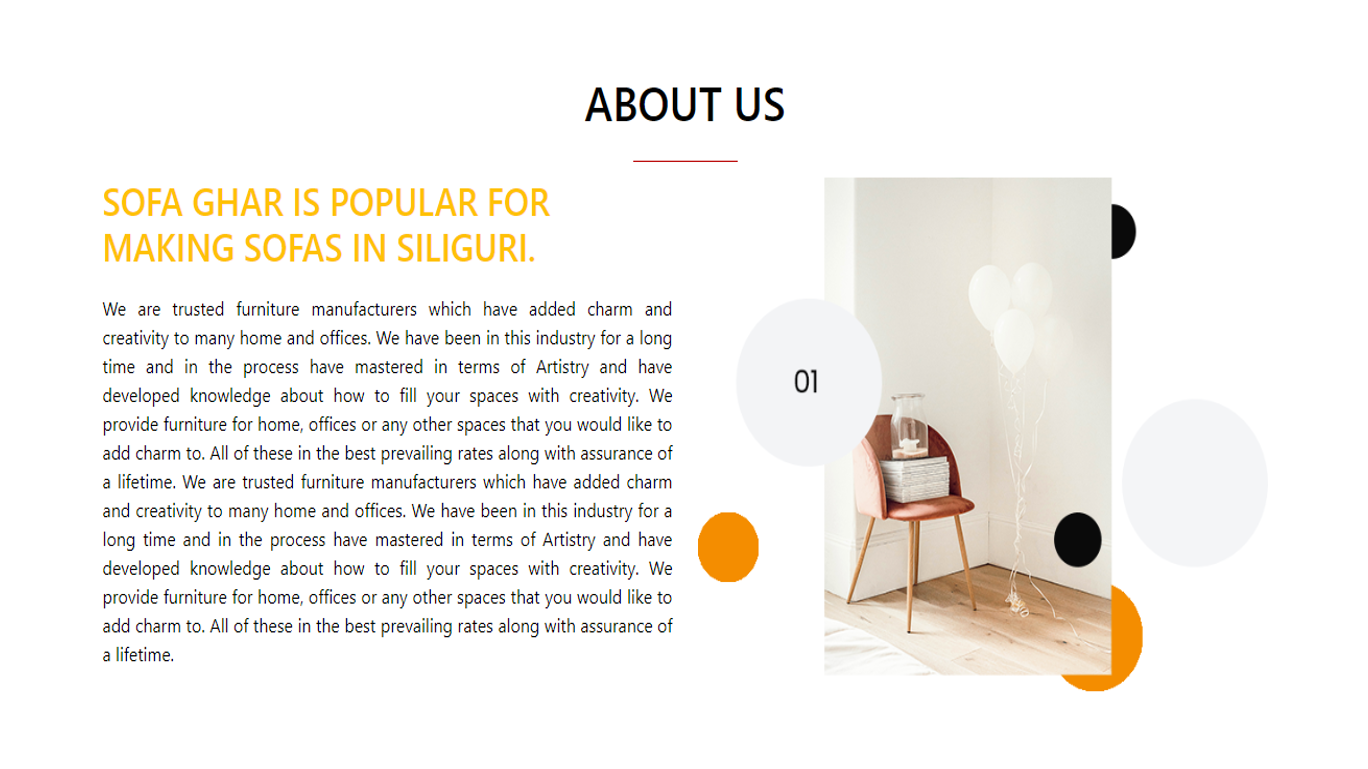 ABOUT US
SOFA GHAR IS POPULAR FOR
MAKING SOFAS IN SILIGURI.
We are trusted furniture manufacturers which have added charm and
creativity to many home and offices. We have been in this industry for a long
time and in the process have mastered in terms of Artistry and have
developed knowledge about how to fill your spaces with creativity. We
provide furniture for home, offices or any other spaces that you would like to
add charm to. All of these in the best prevailing rates along with assurance of
a lifetime. We are trusted furniture manufacturers which have added charm
and creativity to many home and offices. We have been in this industry for a
long time and in the process have mastered in terms of Artistry and have
developed knowledge about how to fill your spaces with creativity. We
provide furniture for home, offices or any other spaces that you would like to
add charm to. All of these in the best prevailing rates along with assurance of
a lifetime.
01